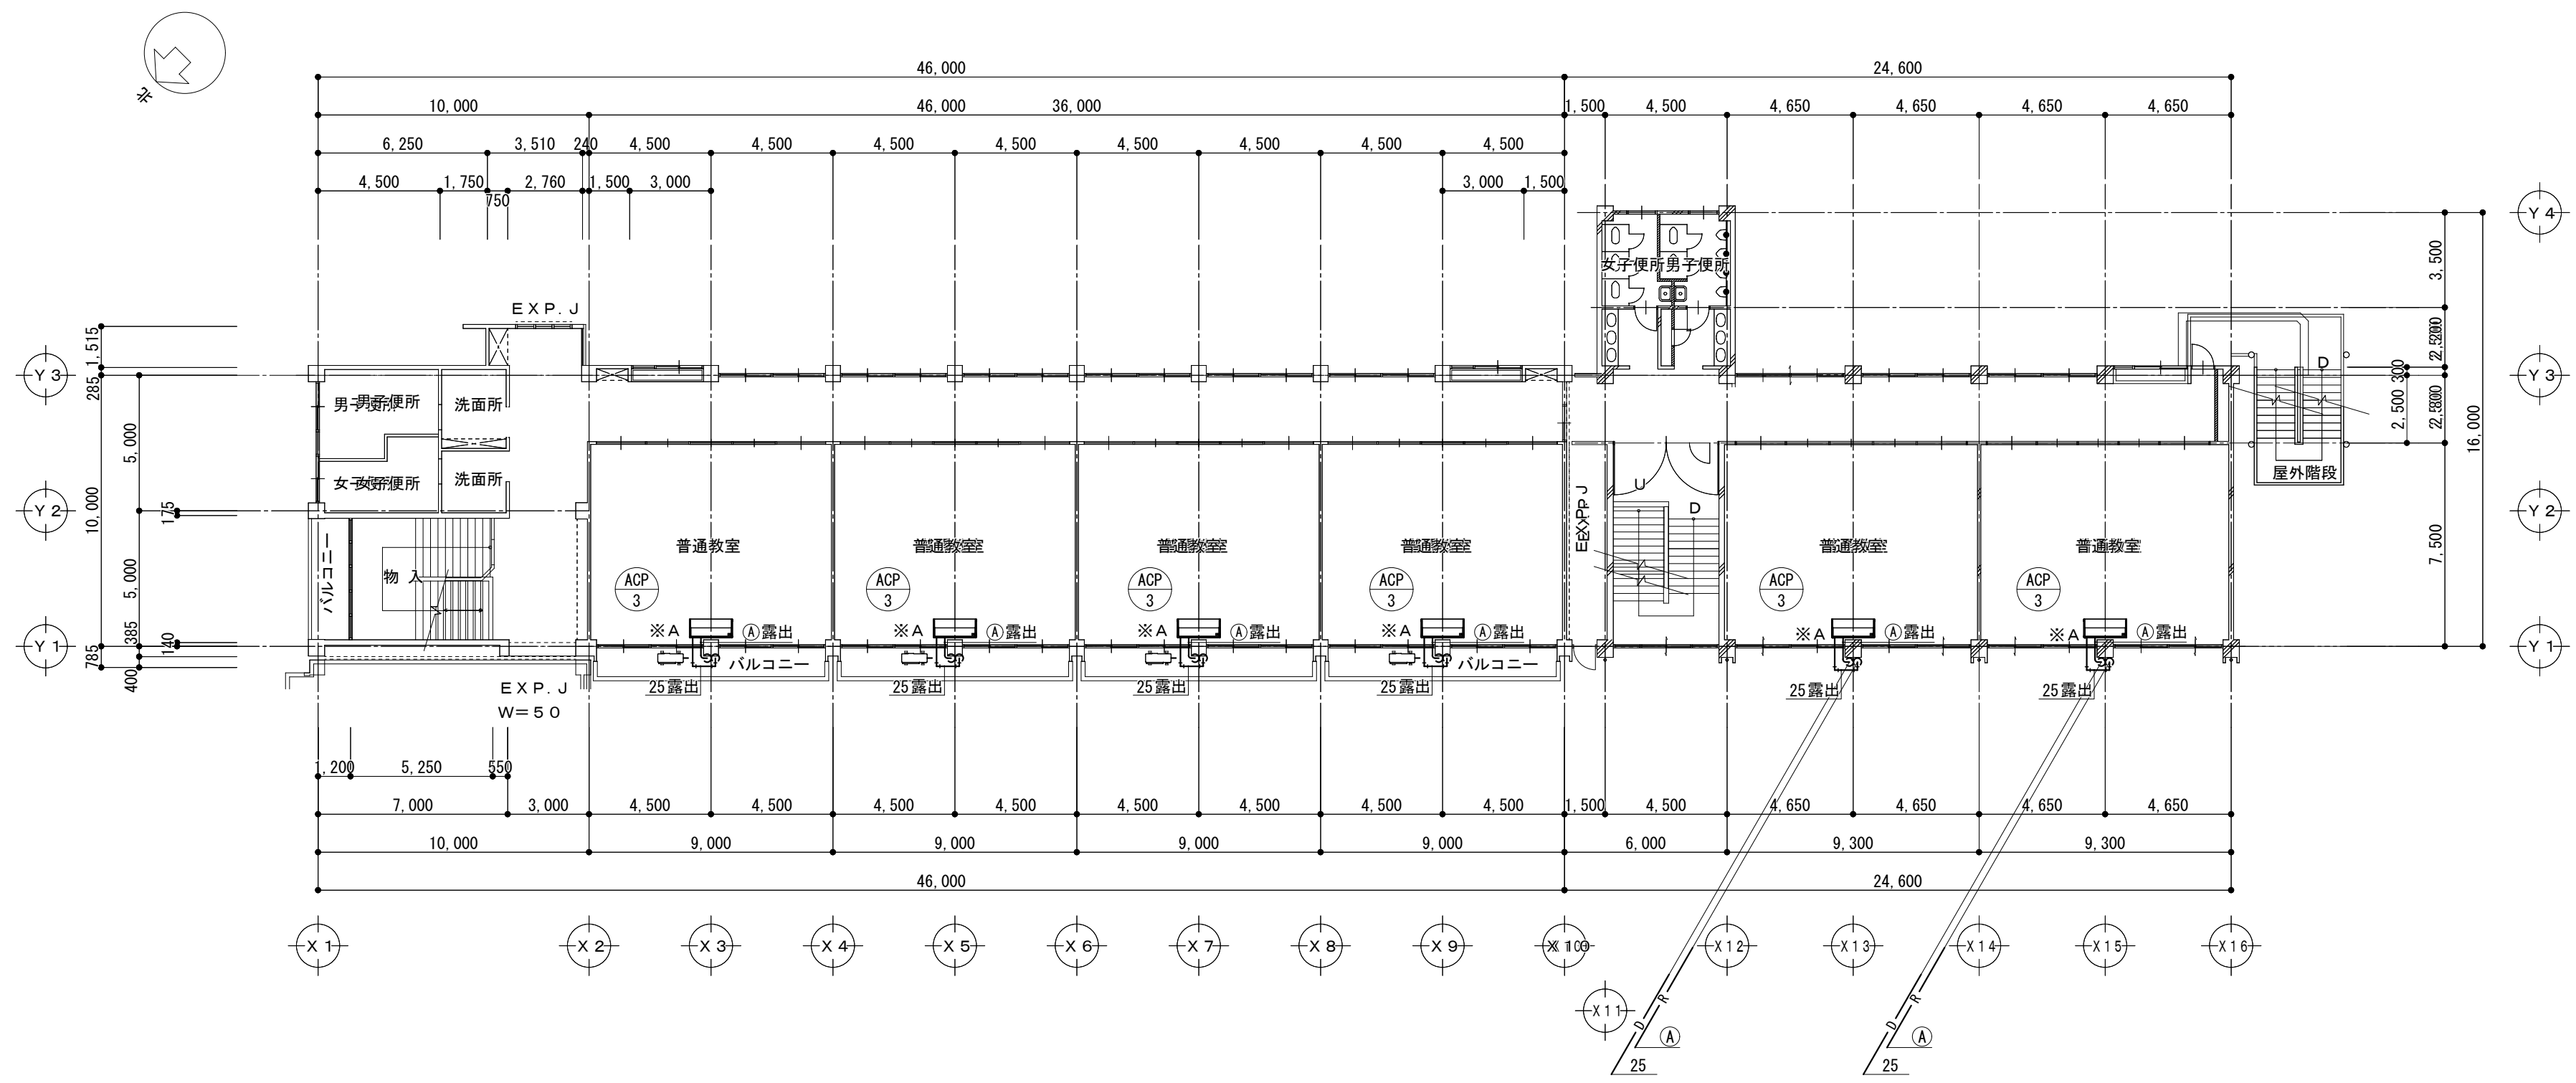 北
46,000 24,600
10,000 46,000 36,000 1,500 4,500 4,650 4,650 4,650 4,650
6,250 3,510 240 4,500 4,500 4,500 4,500 4,500 4,500 4,500 4,500
4,500 1,750 2,760 1,500 3,000 3,000 1,500
750
Y4
3,500
女子便所 男子便所
EXP.J
1,515
285
Y3
300
D
Y3
男子便所 洗面所
2,500
16,000
5,000
10,000
女子便所 洗面所
屋外階段
U
D
175
Y2
Y2
EXP.J
バルコニー
物入
普通教室 普通教室 普通教室 普通教室 普通教室 普通教室
7,500
5,000
ACP ACP ACP ACP ACP ACP
3 3 3 3 3 3
※A Ⓐ露出 ※A Ⓐ露出 ※A Ⓐ露出 ※A Ⓐ露出 ※A Ⓐ露出 ※A Ⓐ露出
385
140
Y1
Y1
785
400
バルコニー バルコニー
25露出 25露出 25露出 25露出 25露出 25露出
EXP.J
W=50
1,200 5,250 550
7,000 3,000 4,500 4,500 4,500 4,500 4,500 4,500 4,500 4,500 1,500 4,500 4,650 4,650 4,650 4,650
10,000 9,000 9,000 9,000 9,000 6,000 9,300 9,300
46,000 24,600
X1 X2 X3 X4 X5 X6 X7 X8 X9 X10 X12 X13 X14 X15 X16
X11
R R
D D
Ⓐ Ⓐ
25 25